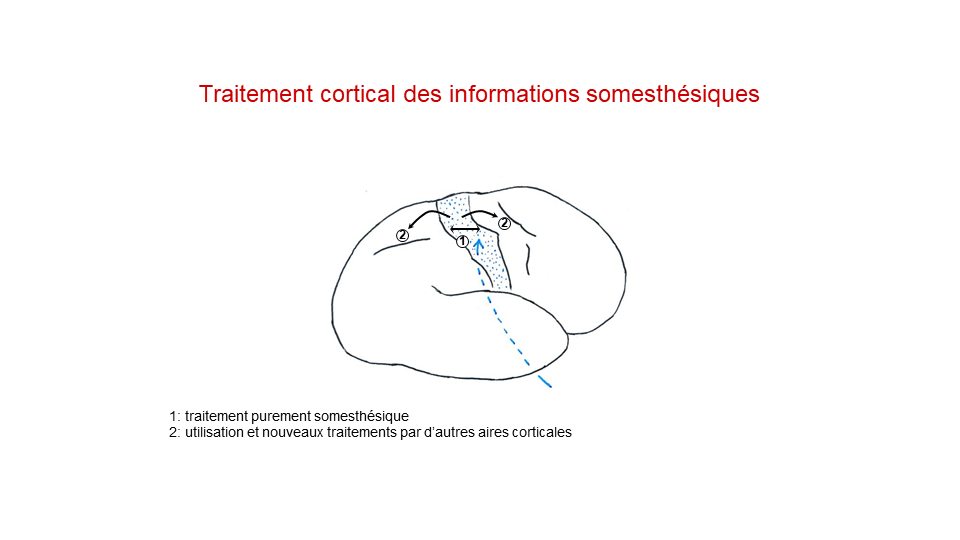 Traitement cortical des informations somesthésiques
2
2
1
1: traitement purement somesthésique
2: utilisation et nouveaux traitements par d’autres aires corticales